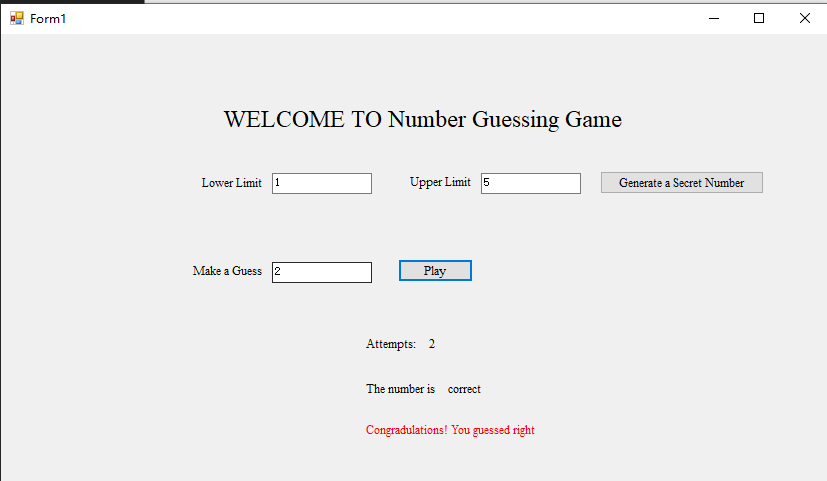 Form1
WELCOME TO Number Guessing Game
Lower Limit 1 Upper Limit 5 Generate a Secret Number
Make a Guess 2 Play
Attempts: 2
The number is correct
Congradulations! You guessed right